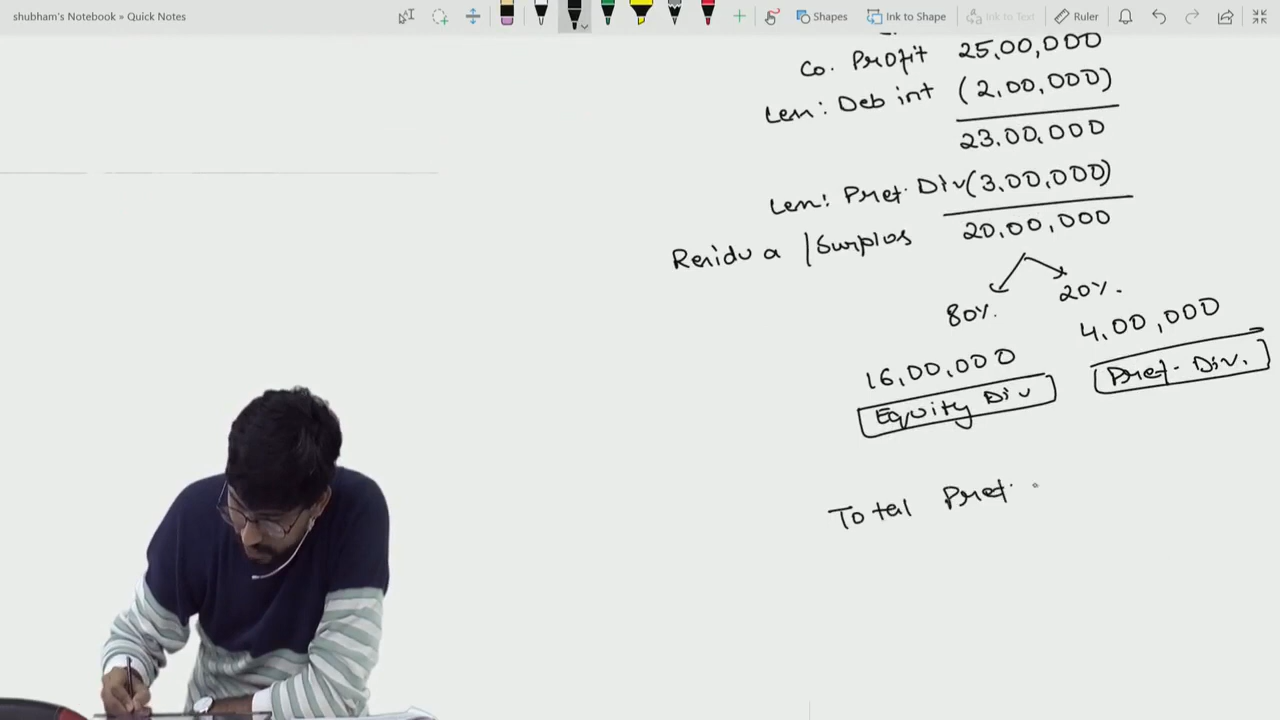 shubham's Notebook » Quick Notes
Shapes
Ink to Shape
Ink to Text
Ruler
Co. Profit 25,00,000
Less: Deb int (2,00,000)
23,00,000
Less: Pref. Div (3,00,000)
Residua /Surplus 20,00,000
80%. 20%.
16,00,000 4,00,000
Equity Div Pref. Div.
Total Pref.